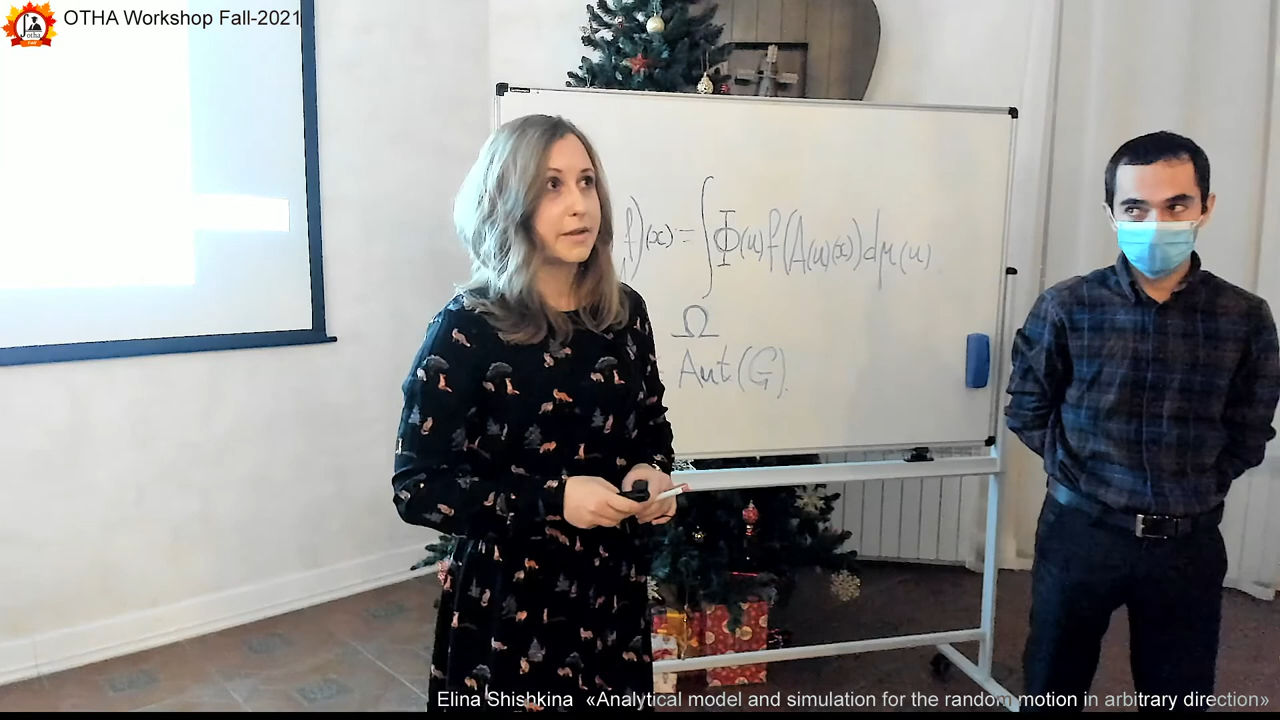 OTHA Workshop Fall-2021
otha
f)(x) = ∫ Φ(u) f(A(u)(x)) dμ(u)
Ω
Aut(G).
Elina Shishkina «Analytical model and simulation for the random motion in arbitrary direction»